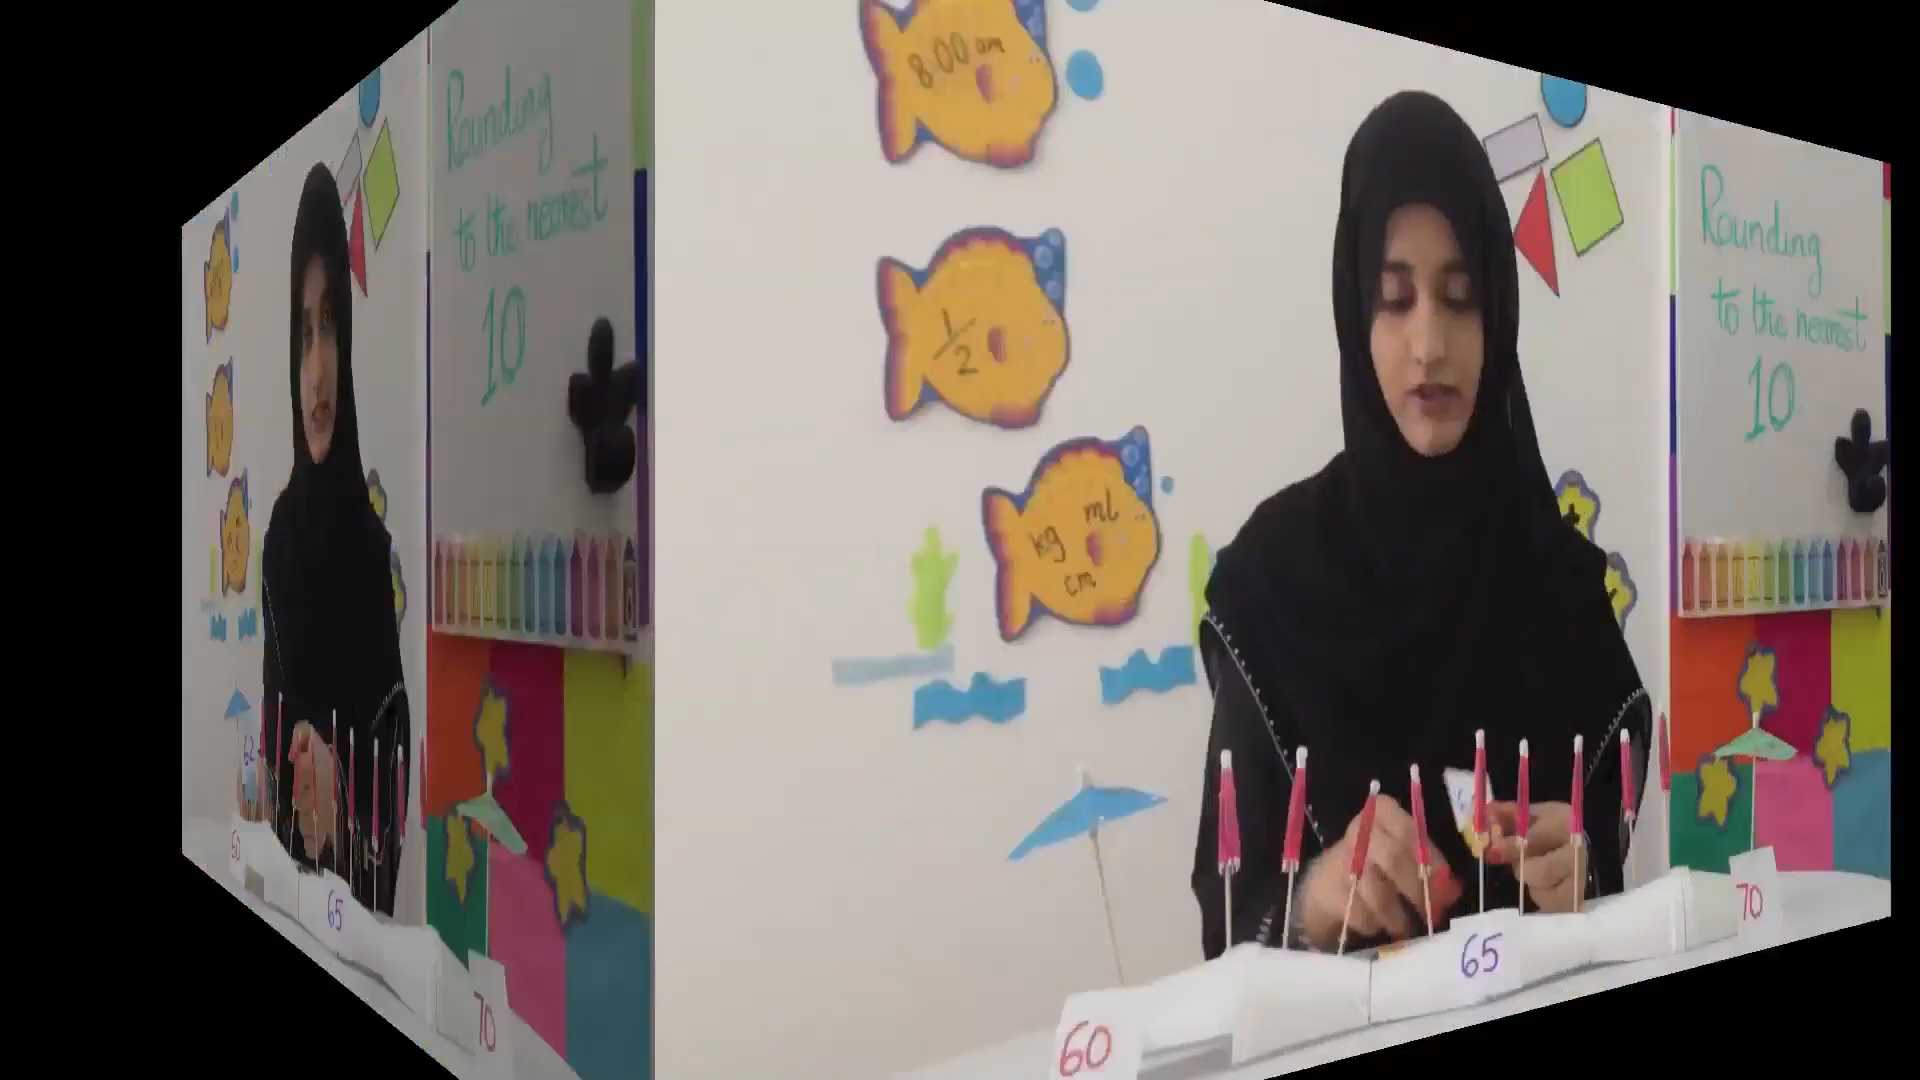 Rounding
to the nearest
10
62
60
65
70
8.00 am
1/2
kg ml
cm
Rounding
to the nearest
10
60
65
70